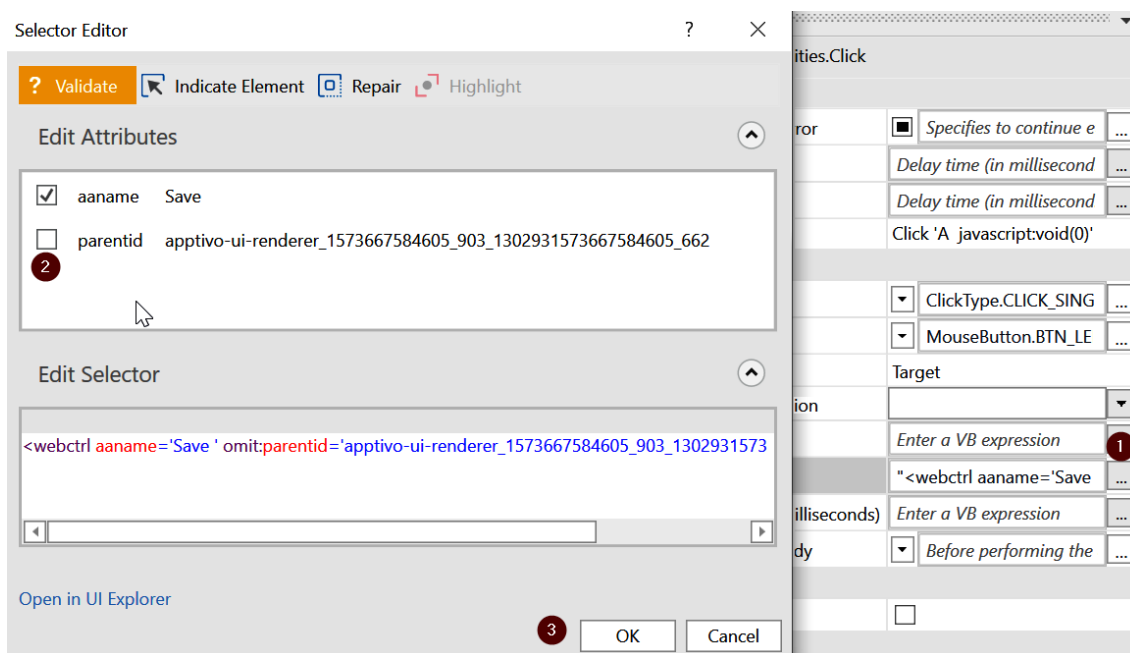 Selector Editor
?
? Validate
Indicate Element
Repair
Highlight
Edit Attributes
aaname Save
parentid apptivo-ui-renderer_1573667584605_903_1302931573667584605_662
2
Edit Selector
<webctrl aaname='Save ' omit:parentid='apptivo-ui-renderer_1573667584605_903_1302931573
Open in UI Explorer
3
OK
Cancel
ities.Click
ror
Specifies to continue e
...
Delay time (in millisecond
...
Delay time (in millisecond
...
Click 'A javascript:void(0)'
ClickType.CLICK_SING
...
MouseButton.BTN_LE
...
Target
ion
Enter a VB expression
1
"<webctrl aaname='Save
...
illiseconds)
Enter a VB expression
...
dy
Before performing the
...